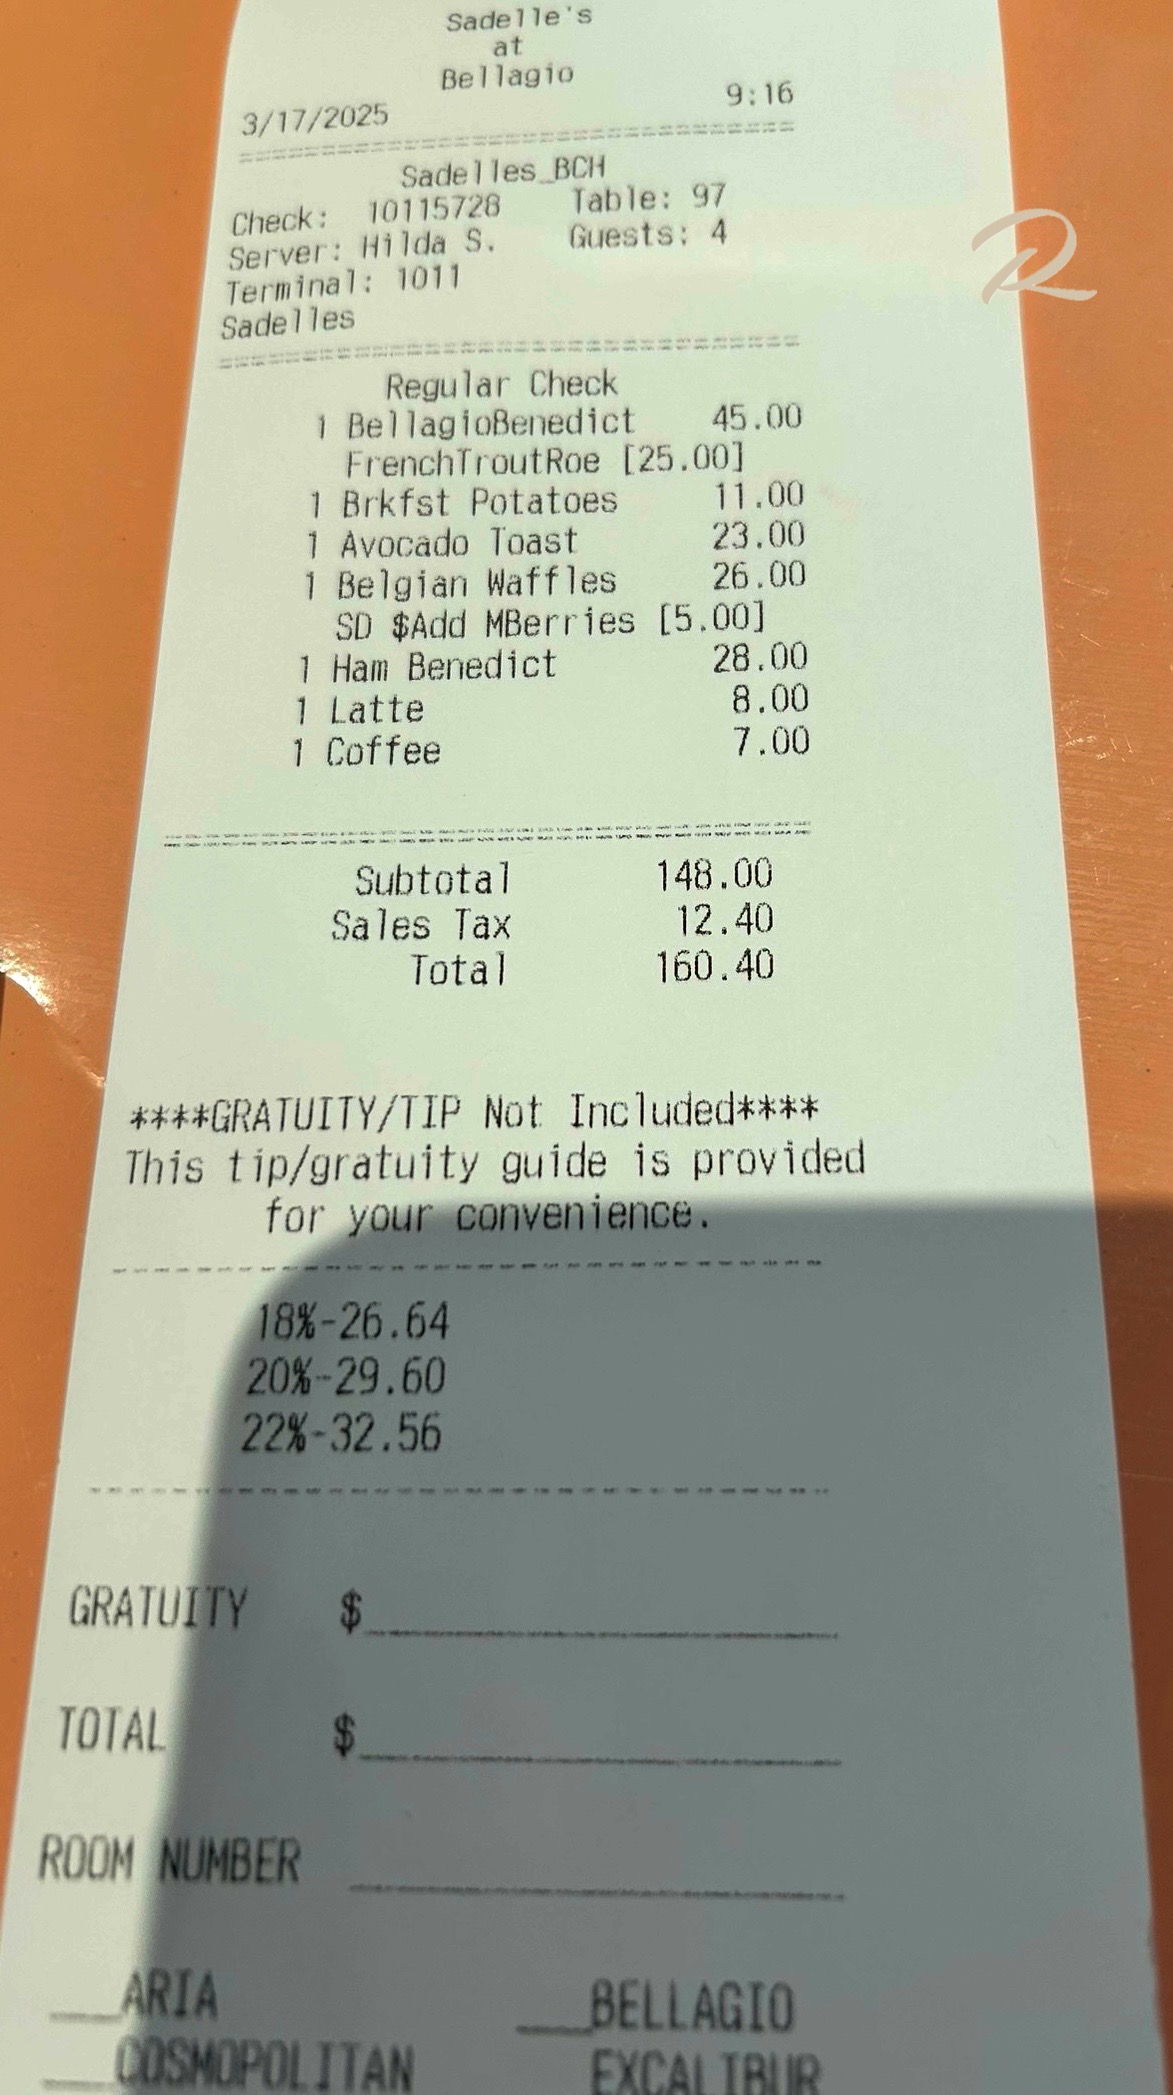 Sadelle's
at
Bellagio
3/17/2025 9:16
Sadelles_BCH
Check: 10115728 Table: 97
Server: Hilda S. Guests: 4
Terminal: 1011
Sadelles
Regular Check
1 BellagioBenedict 45.00
FrenchTroutRoe [25.00]
1 Brkfst Potatoes 11.00
1 Avocado Toast 23.00
1 Belgian Waffles 26.00
SD $Add MBerries [5.00]
1 Ham Benedict 28.00
1 Latte 8.00
1 Coffee 7.00
Subtotal 148.00
Sales Tax 12.40
Total 160.40
****GRATUITY/TIP Not Included****
This tip/gratuity guide is provided
for your convenience.
18%-26.64
20%-29.60
22%-32.56
GRATUITY $
TOTAL $
ROOM NUMBER
___ARIA ___BELLAGIO
___COSMOPOLITAN EXCALIBUR